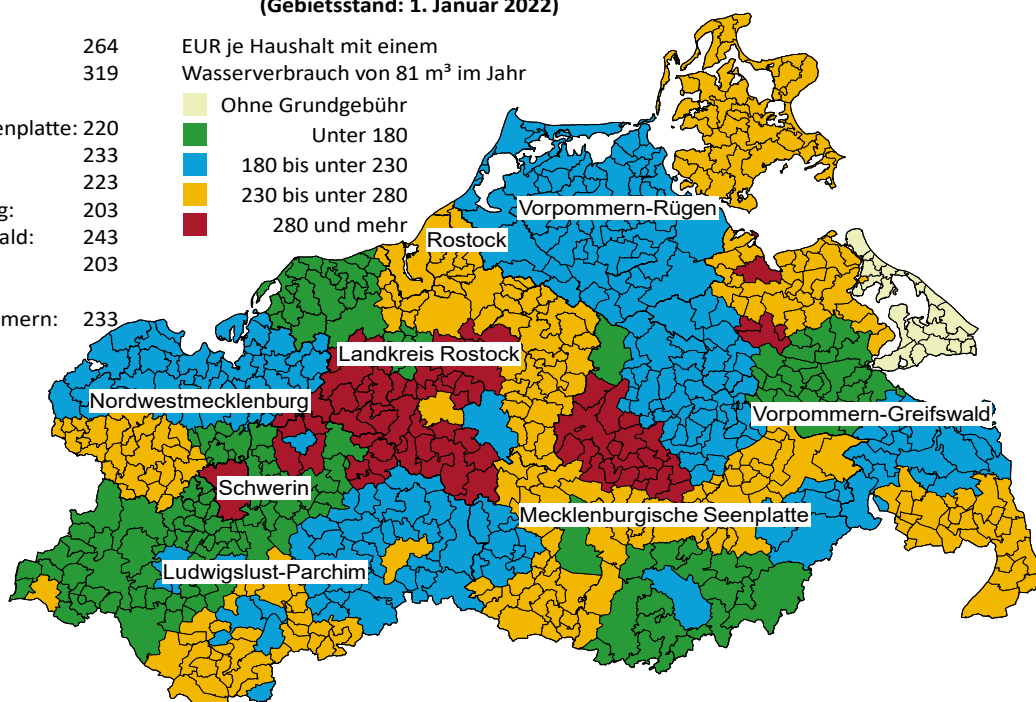 (Gebietsstand: 1. Januar 2022)
264 EUR je Haushalt mit einem
319 Wasserverbrauch von 81 m³ im Jahr
Ohne Grundgebühr
enplatte: 220 Unter 180
233 180 bis unter 230
223 230 bis unter 280
g: 203 280 und mehr
ald: 243
203
mern: 233
Vorpommern-Rügen
Rostock
Landkreis Rostock
Nordwestmecklenburg
Vorpommern-Greifswald
Schwerin
Mecklenburgische Seenplatte
Ludwigslust-Parchim